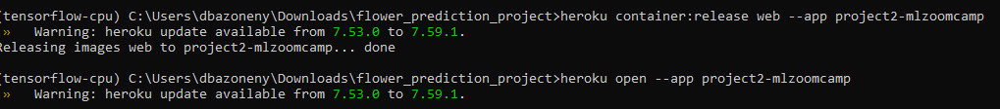 (tensorflow-cpu) C:\Users\dbazoneny\Downloads\flower_prediction_project>heroku container:release web --app project2-mlzoomcamp
»   Warning: heroku update available from 7.53.0 to 7.59.1.
Releasing images web to project2-mlzoomcamp... done
(tensorflow-cpu) C:\Users\dbazoneny\Downloads\flower_prediction_project>heroku open --app project2-mlzoomcamp
»   Warning: heroku update available from 7.53.0 to 7.59.1.